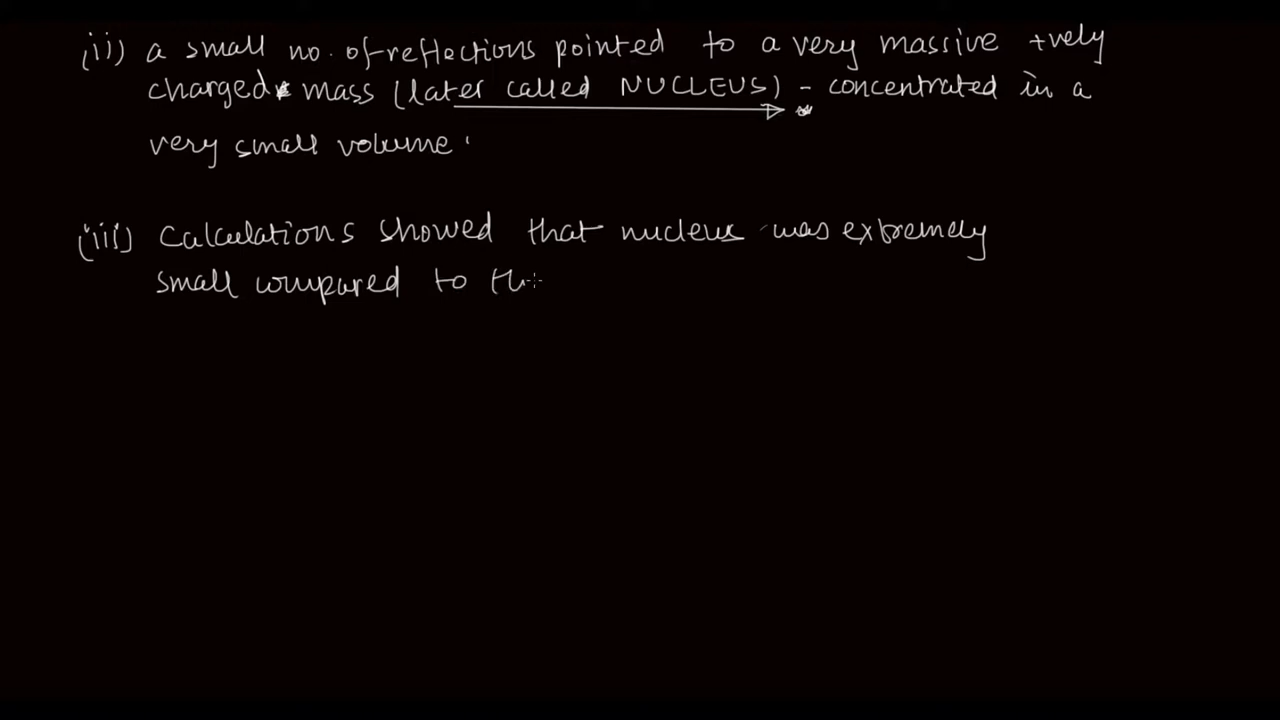 (ii) a small no. of reflections pointed to a very massive +vely
charged mass (later called NUCLEUS) - concentrated in a
very small volume.
(iii) Calculations showed that nucleus was extremely
small compared to th